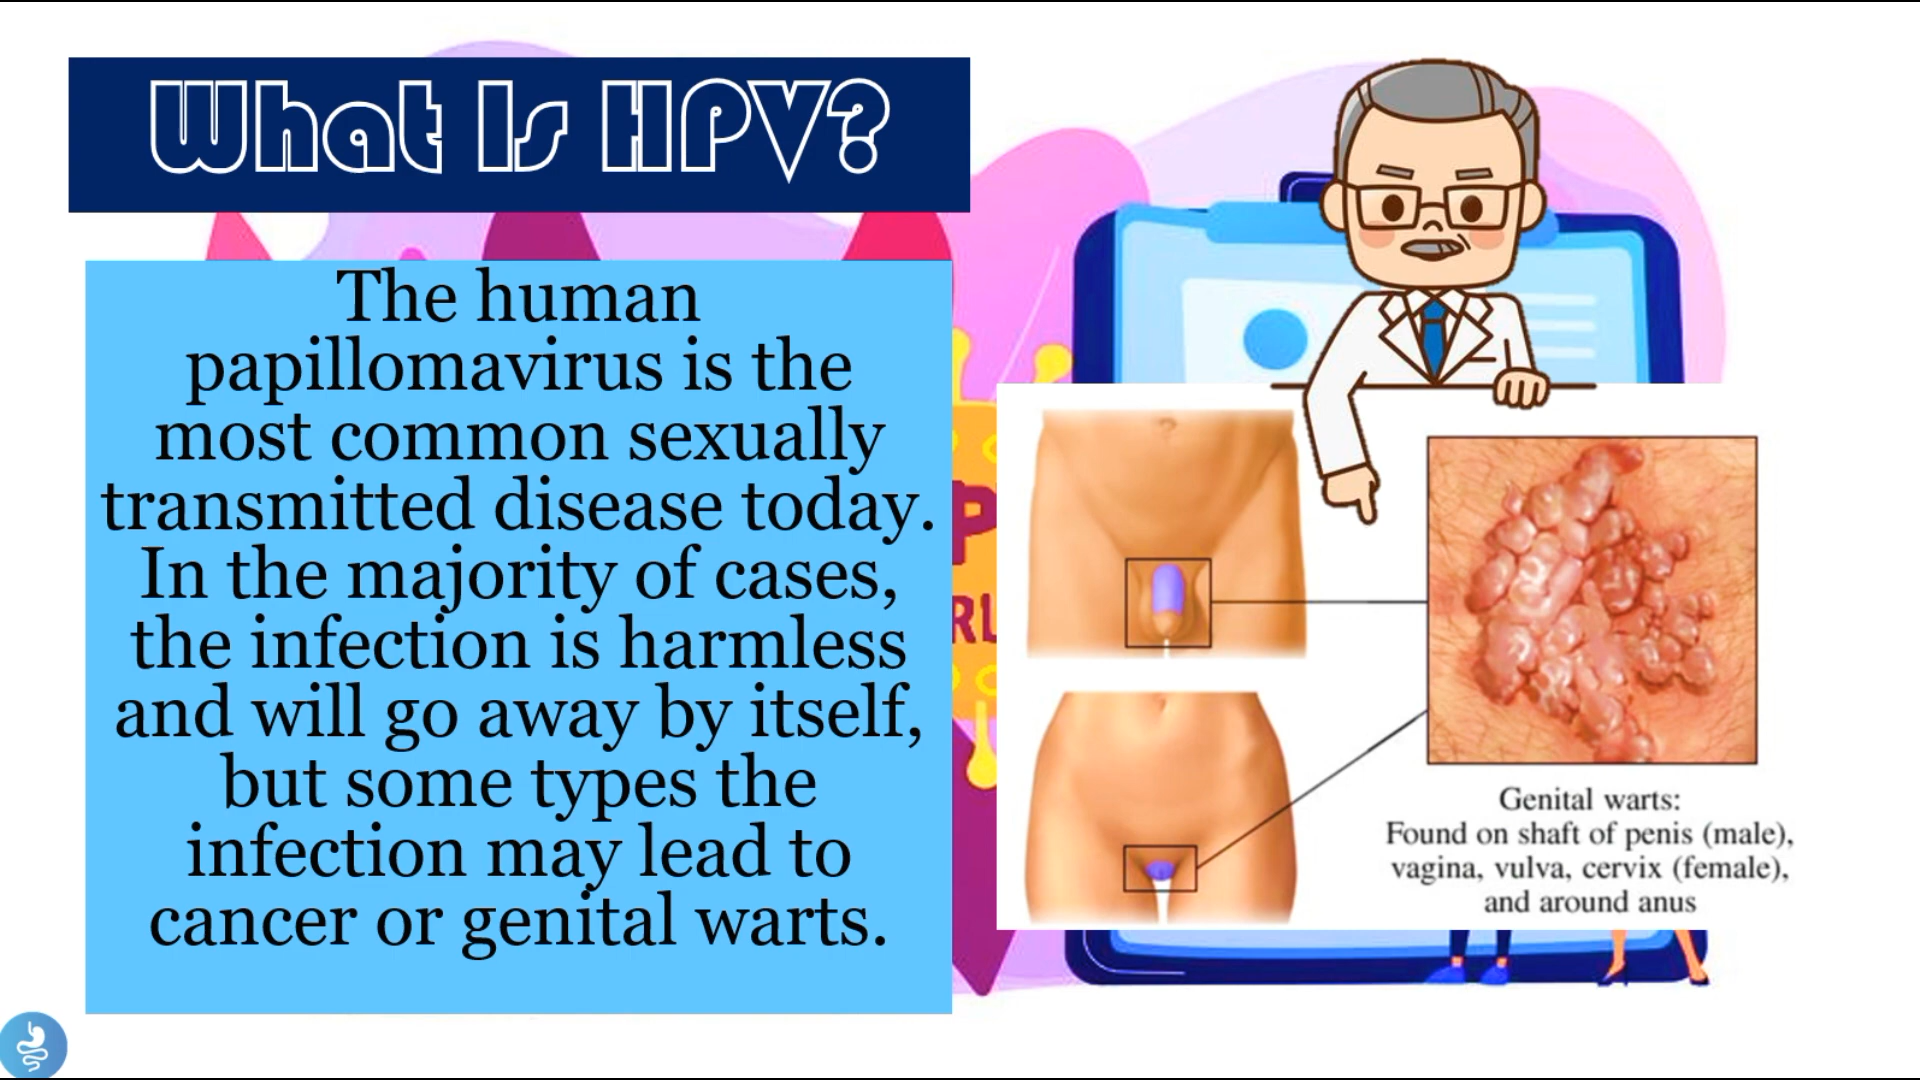 What Is HPV?
The human
papillomavirus is the
most common sexually
transmitted disease today.
In the majority of cases,
the infection is harmless
and will go away by itself,
but some types the
infection may lead to
cancer or genital warts.
Genital warts:
Found on shaft of penis (male),
vagina, vulva, cervix (female),
and around anus